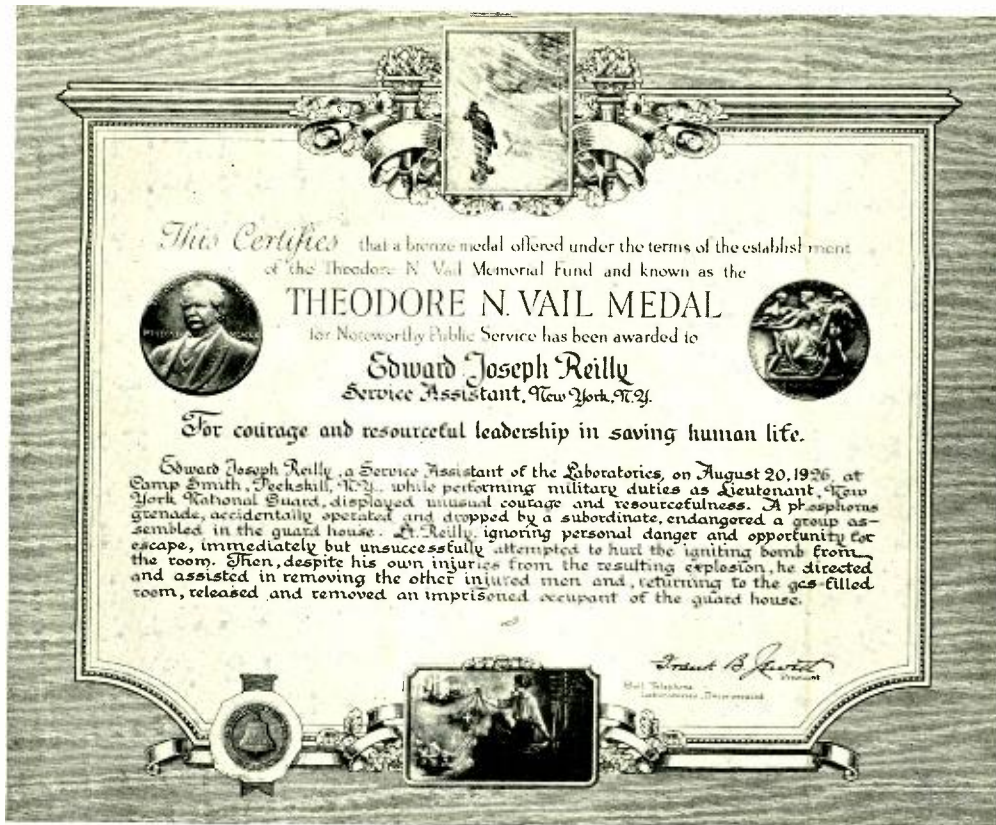 This Certifies that a bronze medal offered under the terms of the establishment
of the Theodore N. Vail Memorial Fund and known as the
THEODORE N. VAIL MEDAL
for Noteworthy Public Service has been awarded to
Edward Joseph Reilly
Service Assistant, New York, N.Y.
For courage and resourceful leadership in saving human life.
Edward Joseph Reilly, a Service Assistant of the Laboratories, on August 20, 1926, at
Camp Smith, Peekskill, N.Y., while performing military duties as Lieutenant, New
York National Guard, displayed unusual courage and resourcefulness. A phosphorus
grenade, accidentally operated and dropped by a subordinate, endangered a group as-
sembled in the guard house. Lt. Reilly, ignoring personal danger and opportunity for
escape, immediately but unsuccessfully attempted to hurl the igniting bomb from
the room. Then, despite his own injuries from the resulting explosion, he directed
and assisted in removing the other injured men and, returning to the gas-filled
room, released and removed an imprisoned occupant of the guard house.
Frank B. Jewett
President
Bell Telephone
Laboratories, Incorporated